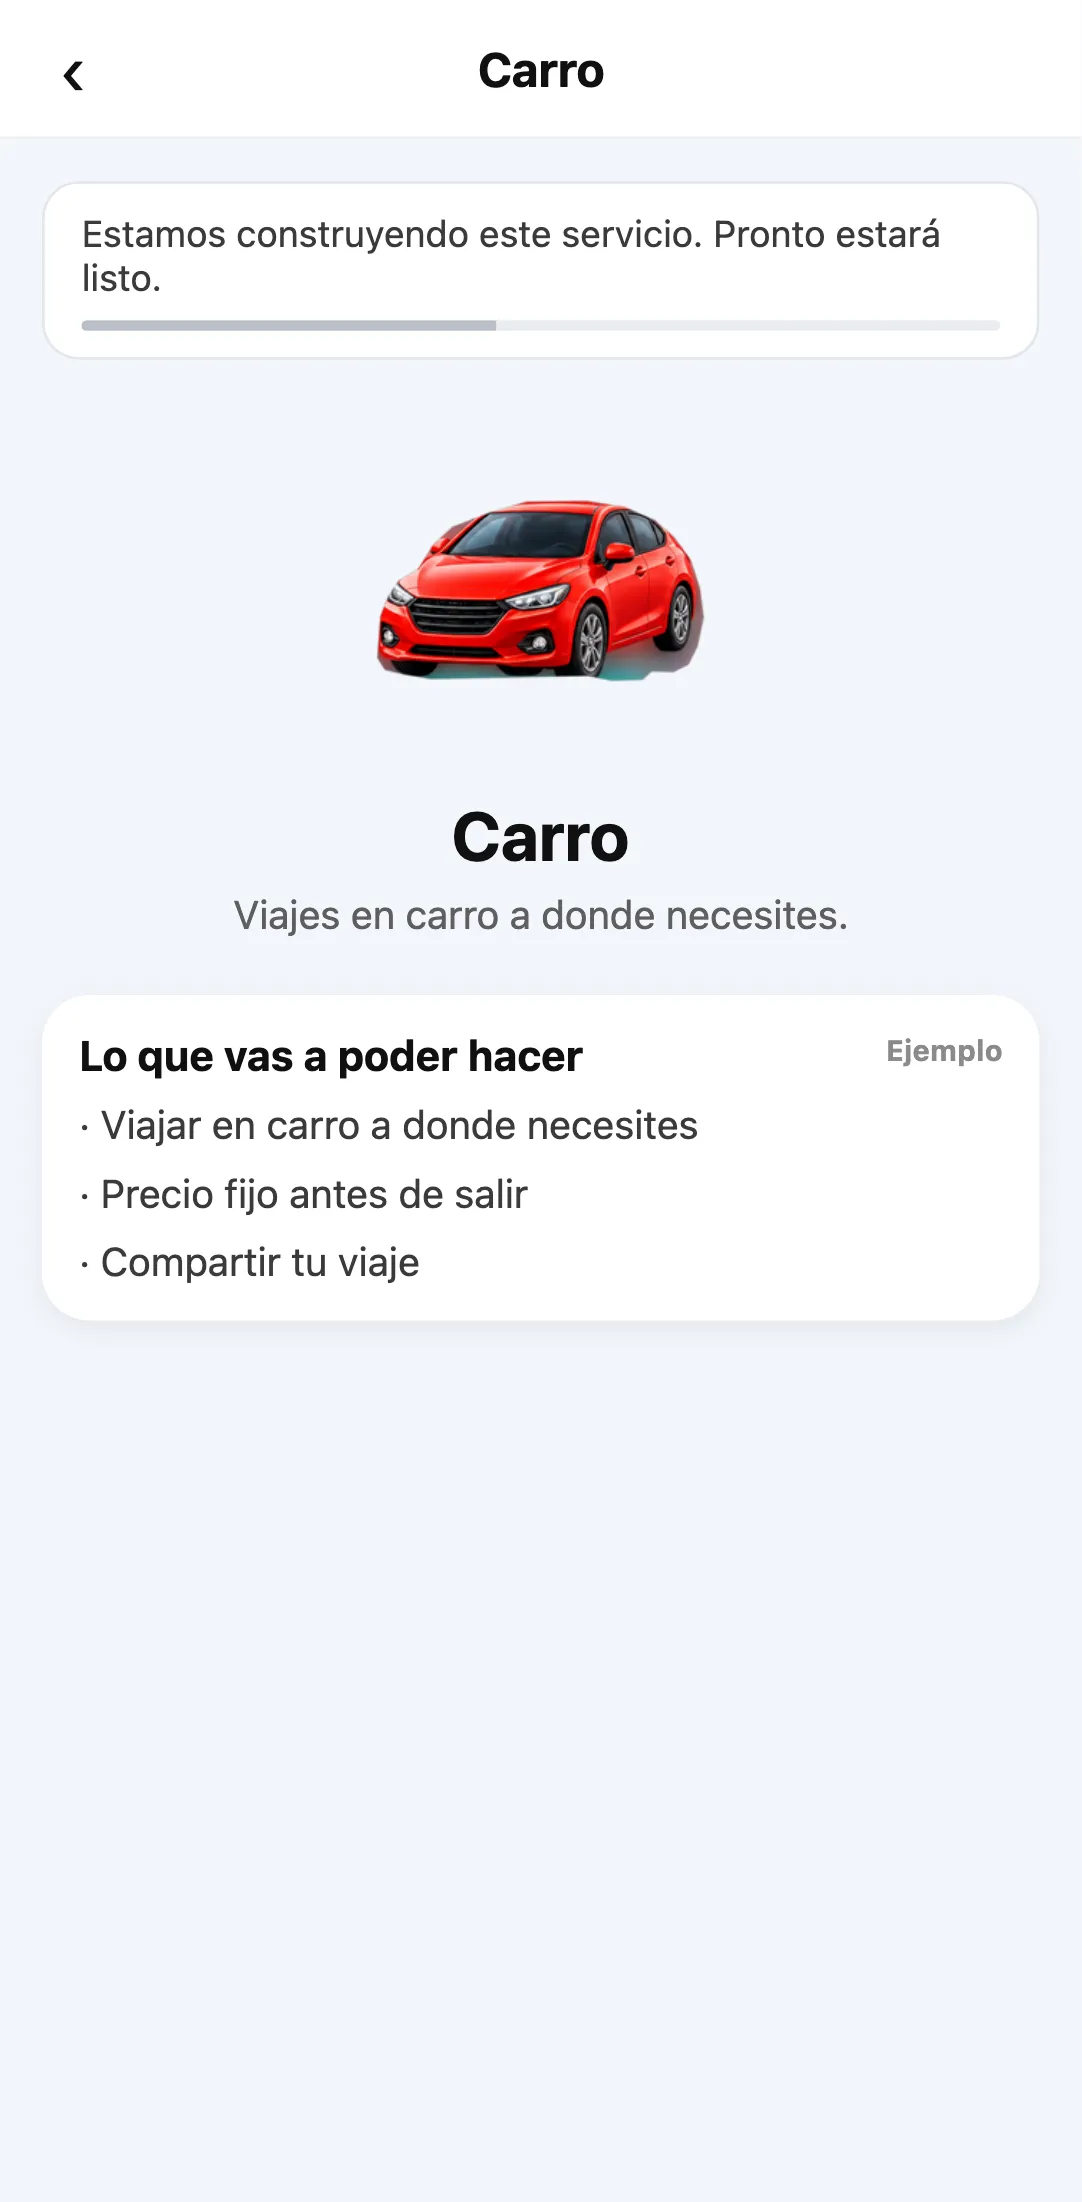 Carro
Estamos construyendo este servicio. Pronto estará
listo.
Carro
Viajes en carro a donde necesites.
Lo que vas a poder hacer
Ejemplo
· Viajar en carro a donde necesites
· Precio fijo antes de salir
· Compartir tu viaje